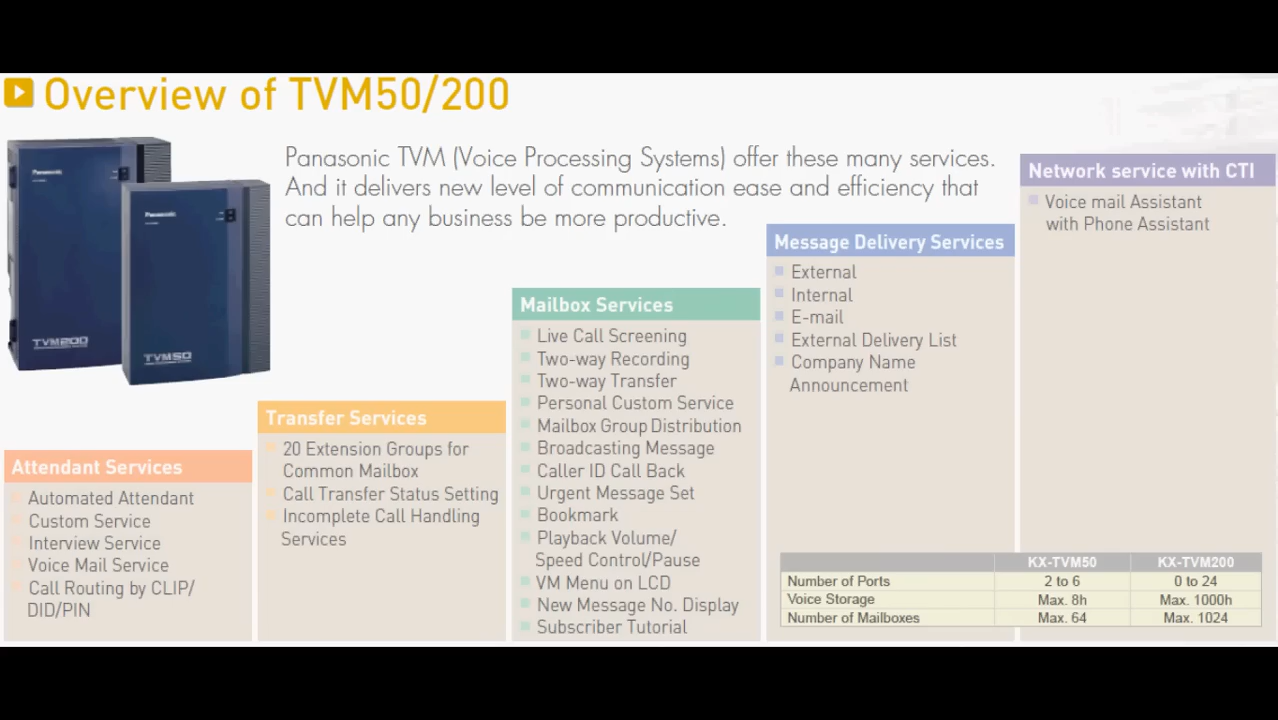 Overview of TVM50/200
Panasonic TVM (Voice Processing Systems) offer these many services.
And it delivers new level of communication ease and efficiency that
can help any business be more productive.
Panasonic
TVM200
Panasonic
TVM50
Attendant Services
Automated Attendant
Custom Service
Interview Service
Voice Mail Service
Call Routing by CLIP/
DID/PIN
Transfer Services
20 Extension Groups for
Common Mailbox
Call Transfer Status Setting
Incomplete Call Handling
Services
Mailbox Services
Live Call Screening
Two-way Recording
Two-way Transfer
Personal Custom Service
Mailbox Group Distribution
Broadcasting Message
Caller ID Call Back
Urgent Message Set
Bookmark
Playback Volume/
Speed Control/Pause
VM Menu on LCD
New Message No. Display
Subscriber Tutorial
Message Delivery Services
External
Internal
E-mail
External Delivery List
Company Name
Announcement
Network service with CTI
Voice mail Assistant
with Phone Assistant
KX-TVM50 KX-TVM200
Number of Ports 2 to 6 0 to 24
Voice Storage Max. 8h Max. 1000h
Number of Mailboxes Max. 64 Max. 1024